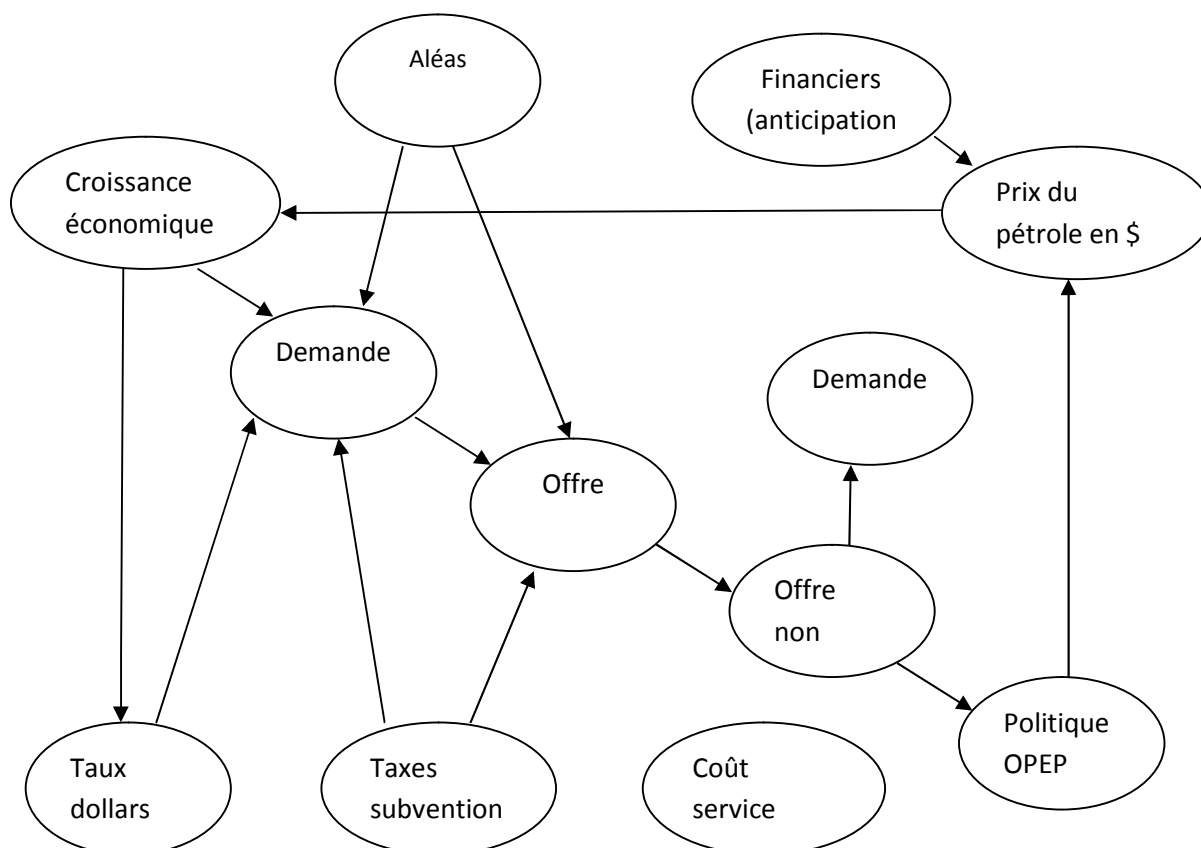 Aléas
Financiers
(anticipation
Croissance
économique
Prix du
pétrole en $
Demande
Demande
Offre
Offre
non
Politique
OPEP
Taux
dollars
Taxes
subvention
Coût
service